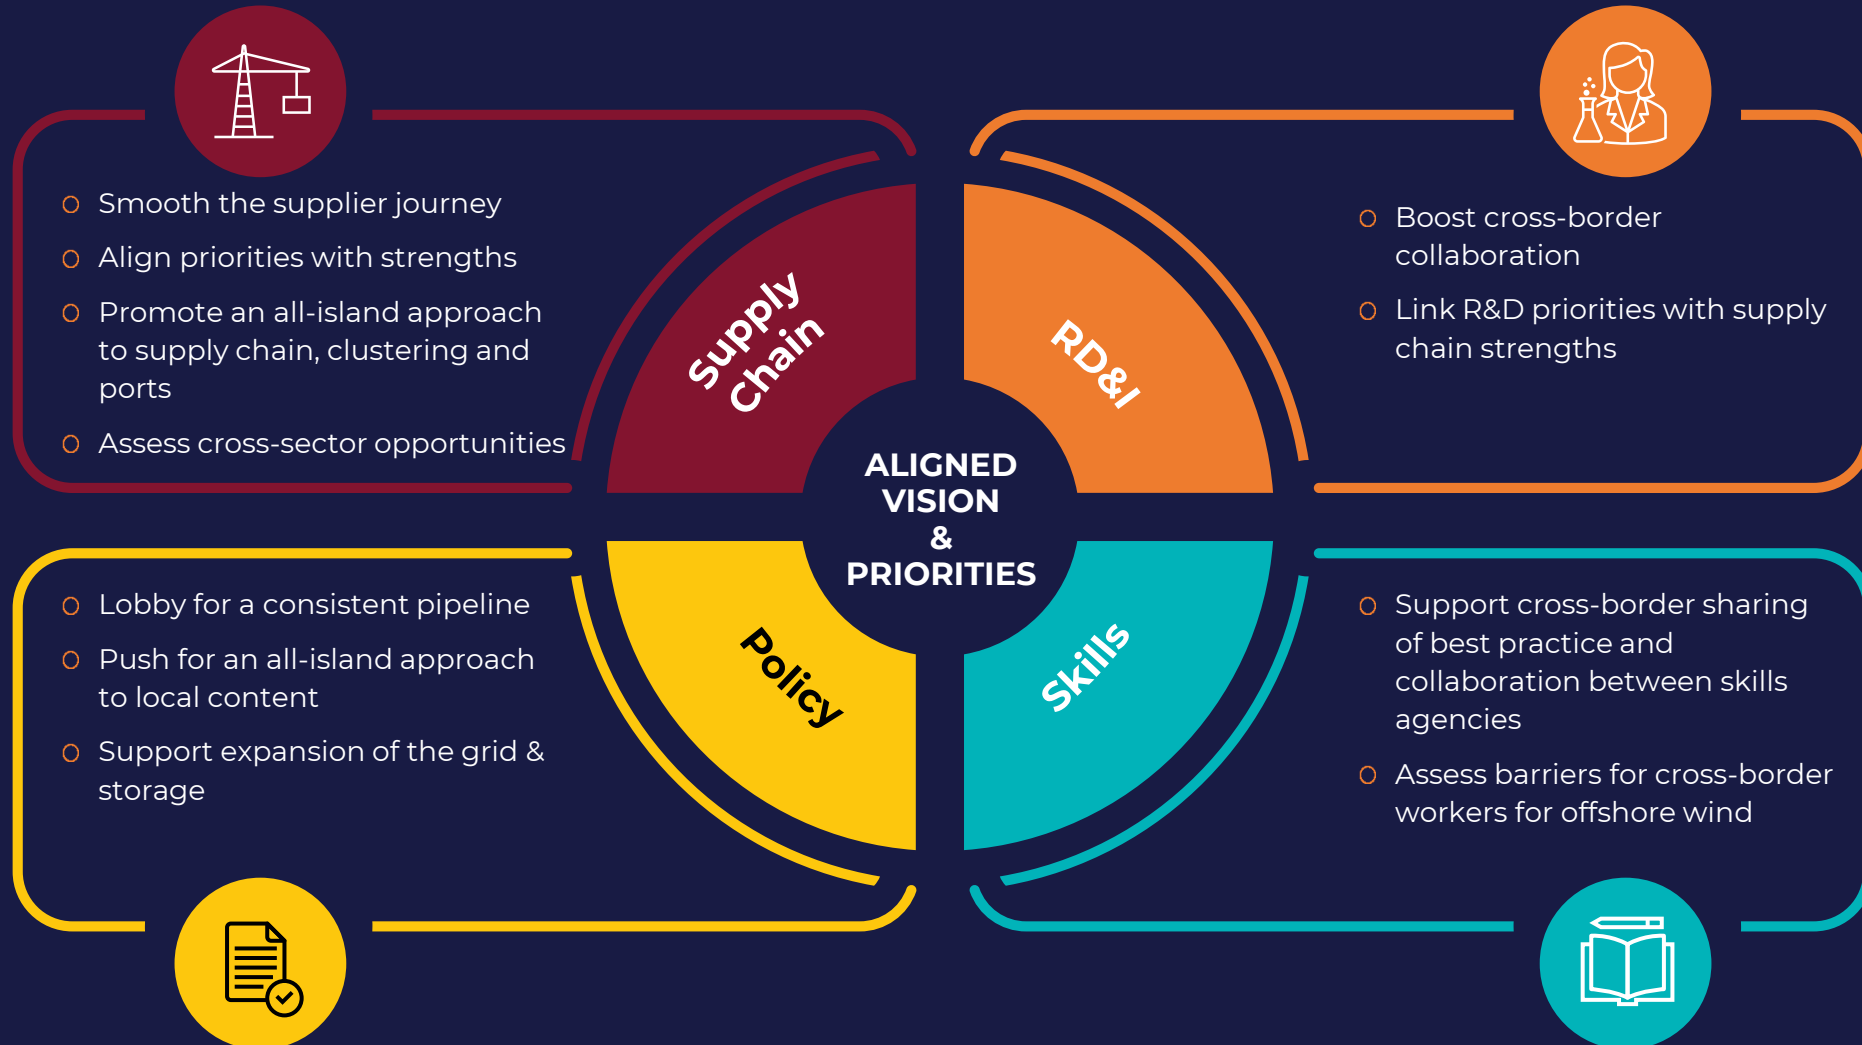 Smooth the supplier journey
Align priorities with strengths
Promote an all-island approach
to supply chain, clustering and
ports
Assess cross-sector opportunities
Supply
Chain
RD&I
Boost cross-border
collaboration
Link R&D priorities with supply
chain strengths
ALIGNED
VISION
&
PRIORITIES
Lobby for a consistent pipeline
Push for an all-island approach
to local content
Support expansion of the grid &
storage
Policy
Skills
Support cross-border sharing
of best practice and
collaboration between skills
agencies
Assess barriers for cross-border
workers for offshore wind